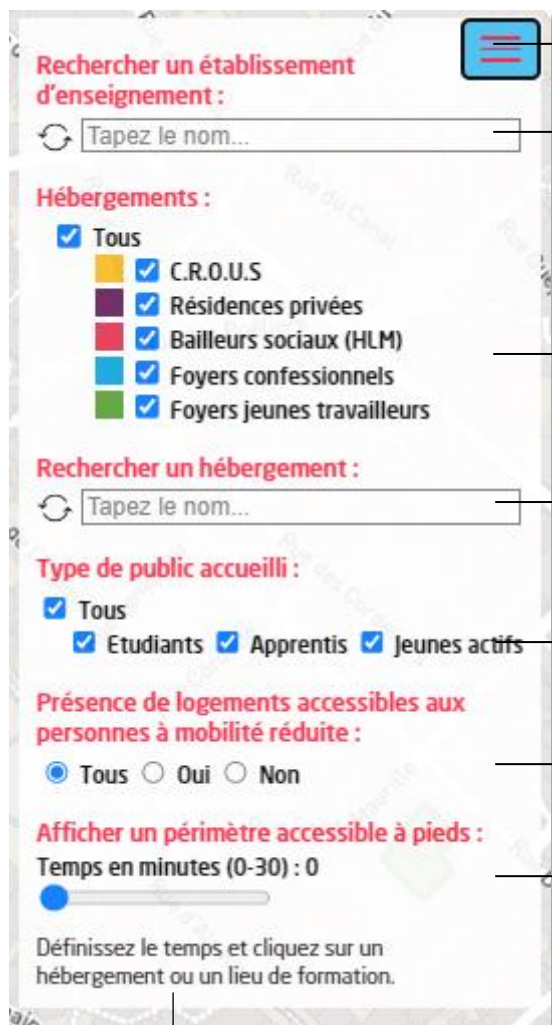 Rechercher un établissement
d'enseignement :
Tapez le nom...
Hébergements :
Tous
C.R.O.U.S
Résidences privées
Bailleurs sociaux (HLM)
Foyers confessionnels
Foyers jeunes travailleurs
Rechercher un hébergement :
Tapez le nom...
Type de public accueilli :
Tous
Etudiants Apprentis Jeunes actifs
Présence de logements accessibles aux
personnes à mobilité réduite :
Tous Oui Non
Afficher un périmètre accessible à pieds :
Temps en minutes (0-30) : 0
Définissez le temps et cliquez sur un
hébergement ou un lieu de formation.
Rue du Canal